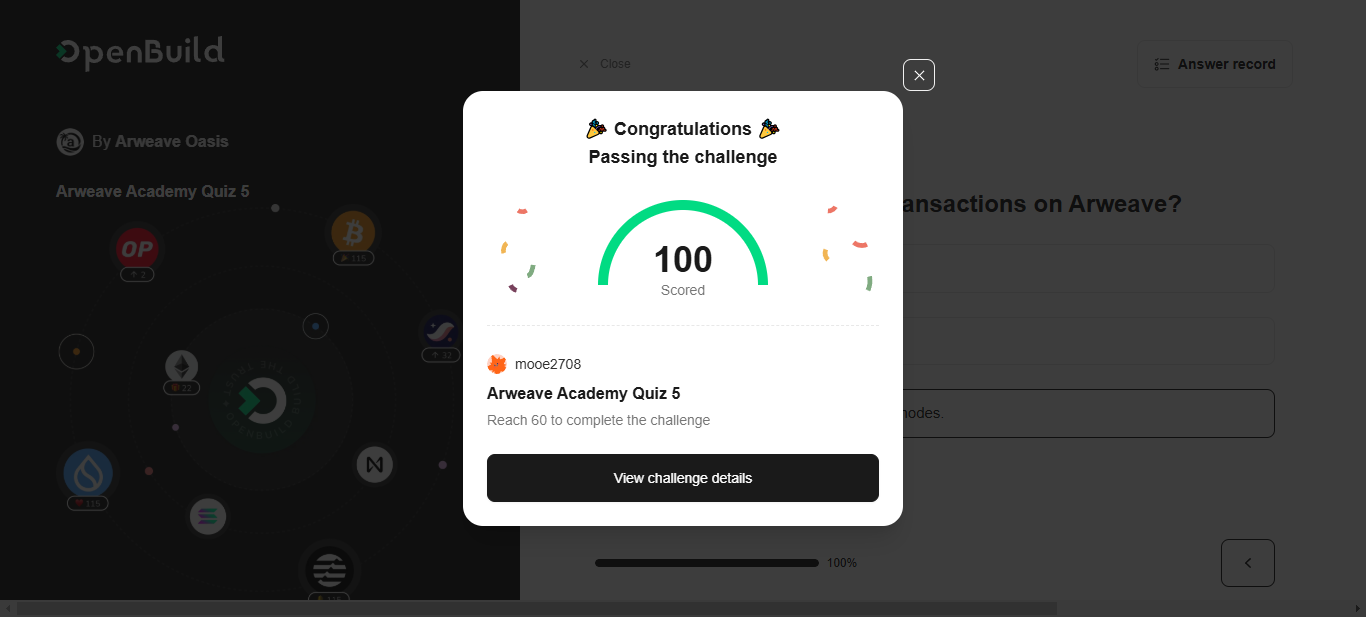 OpenBuild
By Arweave Oasis
Arweave Academy Quiz 5
OP
2
115
32
22
115
Close
Answer record
ansactions on Arweave?
nodes.
Congratulations
Passing the challenge
100
Scored
mooe2708
Arweave Academy Quiz 5
Reach 60 to complete the challenge
View challenge details
100%